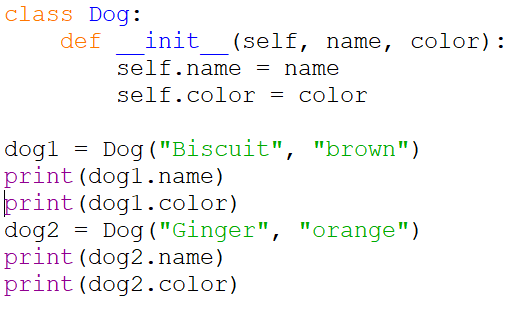 class Dog:
    def __init__(self, name, color):
        self.name = name
        self.color = color

dog1 = Dog("Biscuit", "brown")
print(dog1.name)
print(dog1.color)
dog2 = Dog("Ginger", "orange")
print(dog2.name)
print(dog2.color)